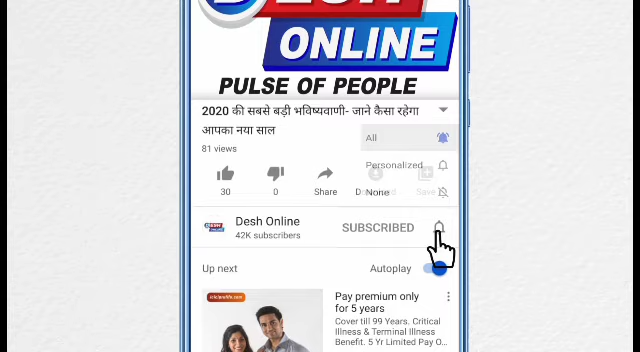 DESH
ONLINE
PULSE OF PEOPLE
2020 की सबसे बड़ी भविष्यवाणी- जाने कैसा रहेगा
आपका नया साल
81 views
All
Personalized
None
30
0
Share
Save
Desh Online
42K subscribers
SUBSCRIBED
Up next
Autoplay
Pay premium only
for 5 years
Cover till 99 Years. Critical
Illness & Terminal Illness
Benefit. 5 Yr Limited Pay O...